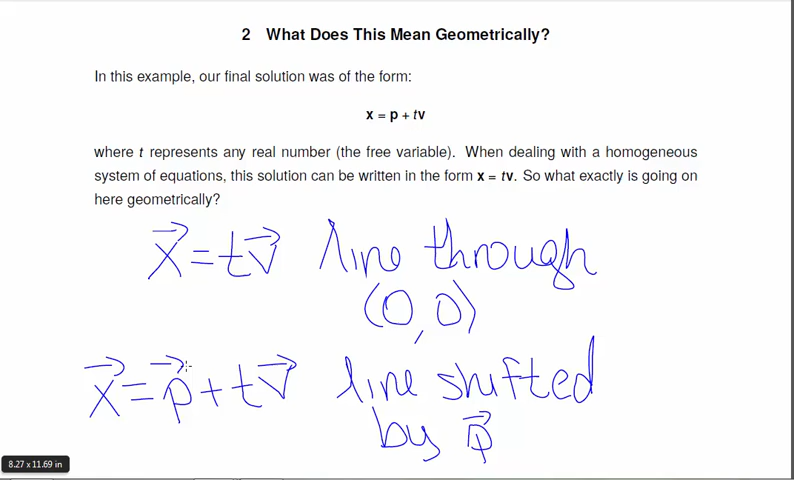 2 What Does This Mean Geometrically?
In this example, our final solution was of the form:
x = p + tv
where t represents any real number (the free variable). When dealing with a homogeneous
system of equations, this solution can be written in the form x = tv. So what exactly is going on
here geometrically?
x⃗ = tv⃗ line through
(0,0)
x⃗ = p⃗ + tv⃗ line shifted
by p⃗
8.27 x 11.69 in